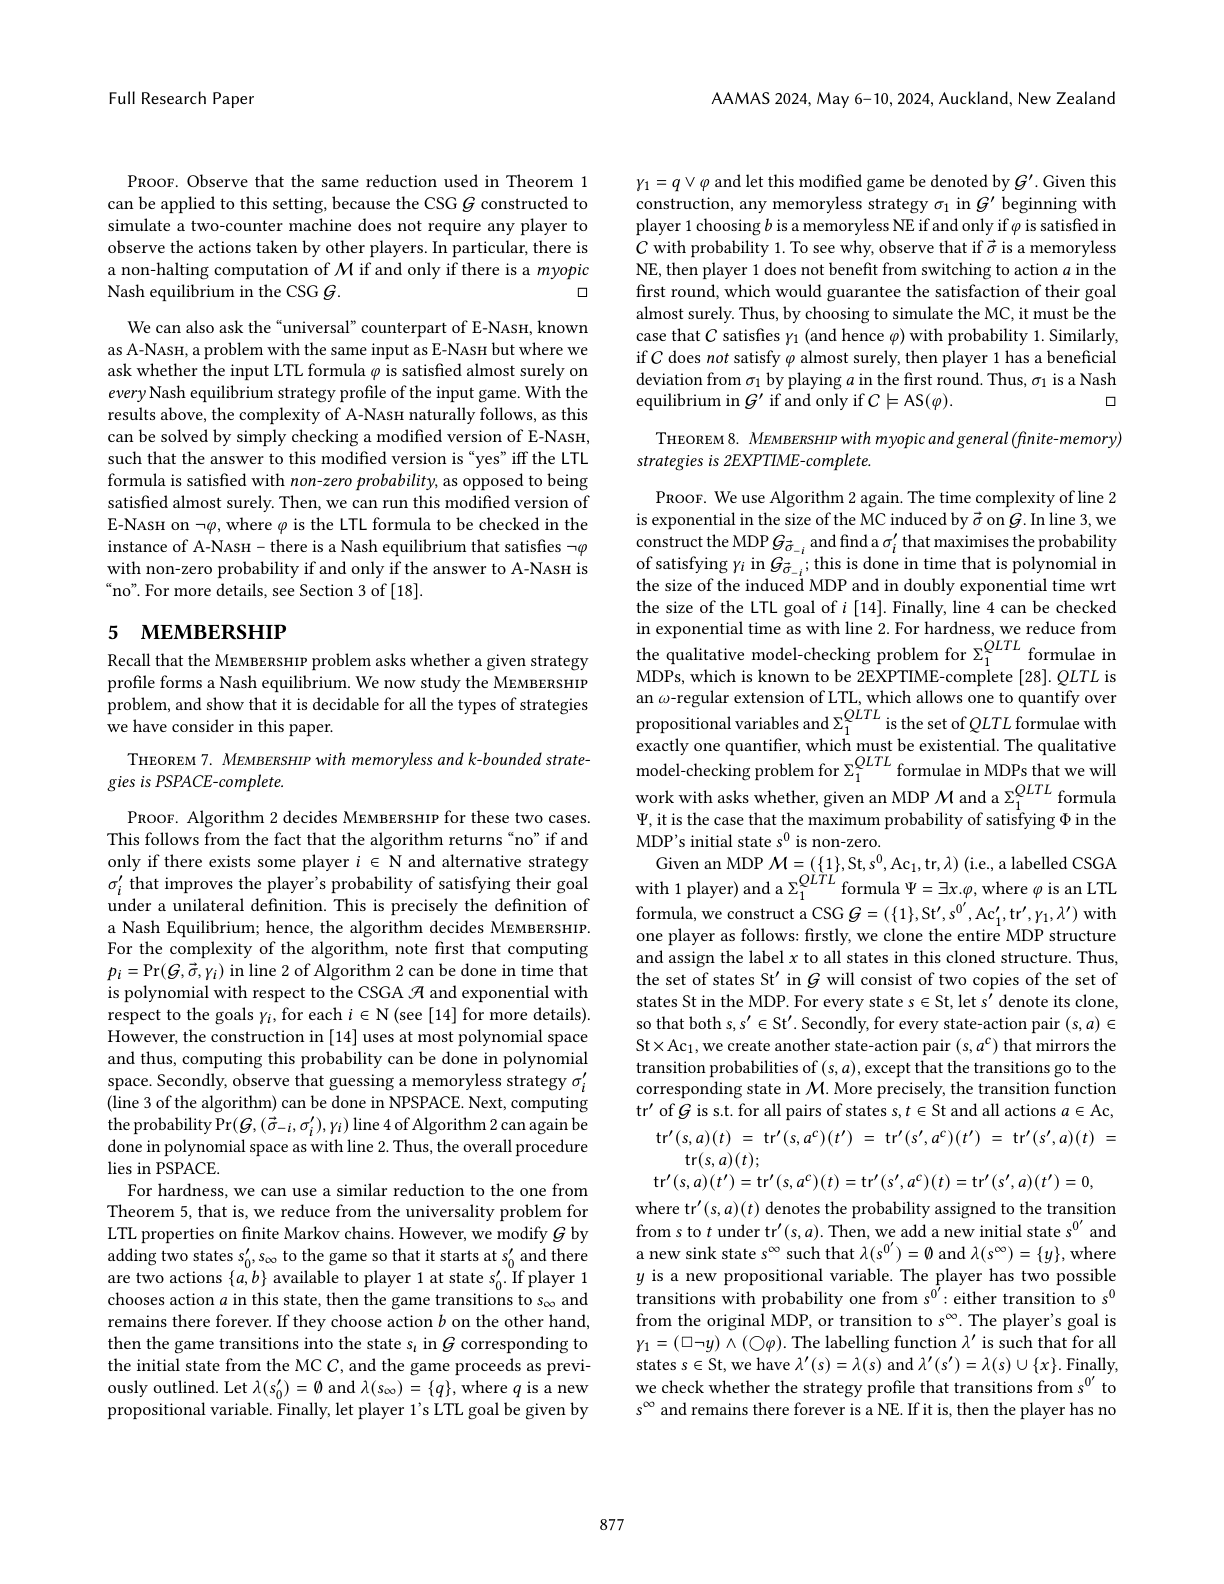 Full Research Paper
AAMAS 2024, May 6–10, 2024, Auckland, New Zealand
Proof. Observe that the same reduction used in Theorem 1
can be applied to this setting, because the CSG 𝒢 constructed to
simulate a two-counter machine does not require any player to
observe the actions taken by other players. In particular, there is
a non-halting computation of ℳ if and only if there is a myopic
Nash equilibrium in the CSG 𝒢. □
We can also ask the “universal” counterpart of E-Nash, known
as A-Nash, a problem with the same input as E-Nash but where we
ask whether the input LTL formula φ is satisfied almost surely on
every Nash equilibrium strategy profile of the input game. With the
results above, the complexity of A-Nash naturally follows, as this
can be solved by simply checking a modified version of E-Nash,
such that the answer to this modified version is “yes” iff the LTL
formula is satisfied with non-zero probability, as opposed to being
satisfied almost surely. Then, we can run this modified version of
E-Nash on ¬φ, where φ is the LTL formula to be checked in the
instance of A-Nash – there is a Nash equilibrium that satisfies ¬φ
with non-zero probability if and only if the answer to A-Nash is
“no”. For more details, see Section 3 of [18].
5 MEMBERSHIP
Recall that the Membership problem asks whether a given strategy
profile forms a Nash equilibrium. We now study the Membership
problem, and show that it is decidable for all the types of strategies
we have consider in this paper.
Theorem 7. Membership with memoryless and k-bounded strate-
gies is PSPACE-complete.
Proof. Algorithm 2 decides Membership for these two cases.
This follows from the fact that the algorithm returns “no” if and
only if there exists some player i ∈ N and alternative strategy
σ′ᵢ that improves the player’s probability of satisfying their goal
under a unilateral definition. This is precisely the definition of
a Nash Equilibrium; hence, the algorithm decides Membership.
For the complexity of the algorithm, note first that computing
pᵢ = Pr(𝒢, σ⃗, γᵢ) in line 2 of Algorithm 2 can be done in time that
is polynomial with respect to the CSGA 𝒜 and exponential with
respect to the goals γᵢ, for each i ∈ N (see [14] for more details).
However, the construction in [14] uses at most polynomial space
and thus, computing this probability can be done in polynomial
space. Secondly, observe that guessing a memoryless strategy σ′ᵢ
(line 3 of the algorithm) can be done in NPSPACE. Next, computing
the probability Pr(𝒢, (σ⃗₋ᵢ, σ′ᵢ), γᵢ) line 4 of Algorithm 2 can again be
done in polynomial space as with line 2. Thus, the overall procedure
lies in PSPACE.
For hardness, we can use a similar reduction to the one from
Theorem 5, that is, we reduce from the universality problem for
LTL properties on finite Markov chains. However, we modify 𝒢 by
adding two states s′₀, s∞ to the game so that it starts at s′₀ and there
are two actions {a, b} available to player 1 at state s′₀. If player 1
chooses action a in this state, then the game transitions to s∞ and
remains there forever. If they choose action b on the other hand,
then the game transitions into the state sᵢ in 𝒢 corresponding to
the initial state from the MC C, and the game proceeds as previ-
ously outlined. Let λ(s′₀) = ∅ and λ(s∞) = {q}, where q is a new
propositional variable. Finally, let player 1’s LTL goal be given by
γ₁ = q ∨ φ and let this modified game be denoted by 𝒢′. Given this
construction, any memoryless strategy σ₁ in 𝒢′ beginning with
player 1 choosing b is a memoryless NE if and only if φ is satisfied in
C with probability 1. To see why, observe that if σ⃗ is a memoryless
NE, then player 1 does not benefit from switching to action a in the
first round, which would guarantee the satisfaction of their goal
almost surely. Thus, by choosing to simulate the MC, it must be the
case that C satisfies γ₁ (and hence φ) with probability 1. Similarly,
if C does not satisfy φ almost surely, then player 1 has a beneficial
deviation from σ₁ by playing a in the first round. Thus, σ₁ is a Nash
equilibrium in 𝒢′ if and only if C ⊨ AS(φ). □
Theorem 8. Membership with myopic and general (finite-memory)
strategies is 2EXPTIME-complete.
Proof. We use Algorithm 2 again. The time complexity of line 2
is exponential in the size of the MC induced by σ⃗ on 𝒢. In line 3, we
construct the MDP 𝒢_σ⃗₋ᵢ and find a σ′ᵢ that maximises the probability
of satisfying γᵢ in 𝒢_σ⃗₋ᵢ; this is done in time that is polynomial in
the size of the induced MDP and in doubly exponential time wrt
the size of the LTL goal of i [14]. Finally, line 4 can be checked
in exponential time as with line 2. For hardness, we reduce from
the qualitative model-checking problem for Σ₁^QLTL formulae in
MDPs, which is known to be 2EXPTIME-complete [28]. QLTL is
an ω-regular extension of LTL, which allows one to quantify over
propositional variables and Σ₁^QLTL is the set of QLTL formulae with
exactly one quantifier, which must be existential. The qualitative
model-checking problem for Σ₁^QLTL formulae in MDPs that we will
work with asks whether, given an MDP ℳ and a Σ₁^QLTL formula
Ψ, it is the case that the maximum probability of satisfying Φ in the
MDP’s initial state s⁰ is non-zero.
Given an MDP ℳ = ({1}, St, s⁰, Ac₁, tr, λ) (i.e., a labelled CSGA
with 1 player) and a Σ₁^QLTL formula Ψ = ∃x.φ, where φ is an LTL
formula, we construct a CSG 𝒢 = ({1}, St′, s⁰′, Ac′₁, tr′, γ₁, λ′) with
one player as follows: firstly, we clone the entire MDP structure
and assign the label x to all states in this cloned structure. Thus,
the set of states St′ in 𝒢 will consist of two copies of the set of
states St in the MDP. For every state s ∈ St, let s′ denote its clone,
so that both s, s′ ∈ St′. Secondly, for every state-action pair (s, a) ∈
St × Ac₁, we create another state-action pair (s, aᶜ) that mirrors the
transition probabilities of (s, a), except that the transitions go to the
corresponding state in ℳ. More precisely, the transition function
tr′ of 𝒢 is s.t. for all pairs of states s, t ∈ St and all actions a ∈ Ac,
tr′(s, a)(t) = tr′(s, aᶜ)(t′) = tr′(s′, aᶜ)(t′) = tr′(s′, a)(t) =
tr(s, a)(t);
tr′(s, a)(t′) = tr′(s, aᶜ)(t) = tr′(s′, aᶜ)(t) = tr′(s′, a)(t′) = 0,
where tr′(s, a)(t) denotes the probability assigned to the transition
from s to t under tr′(s, a). Then, we add a new initial state s⁰′ and
a new sink state s^∞ such that λ(s⁰′) = ∅ and λ(s^∞) = {y}, where
y is a new propositional variable. The player has two possible
transitions with probability one from s⁰′: either transition to s⁰
from the original MDP, or transition to s^∞. The player’s goal is
γ₁ = (□¬y) ∧ (◯φ). The labelling function λ′ is such that for all
states s ∈ St, we have λ′(s) = λ(s) and λ′(s′) = λ(s) ∪ {x}. Finally,
we check whether the strategy profile that transitions from s⁰′ to
s^∞ and remains there forever is a NE. If it is, then the player has no
877